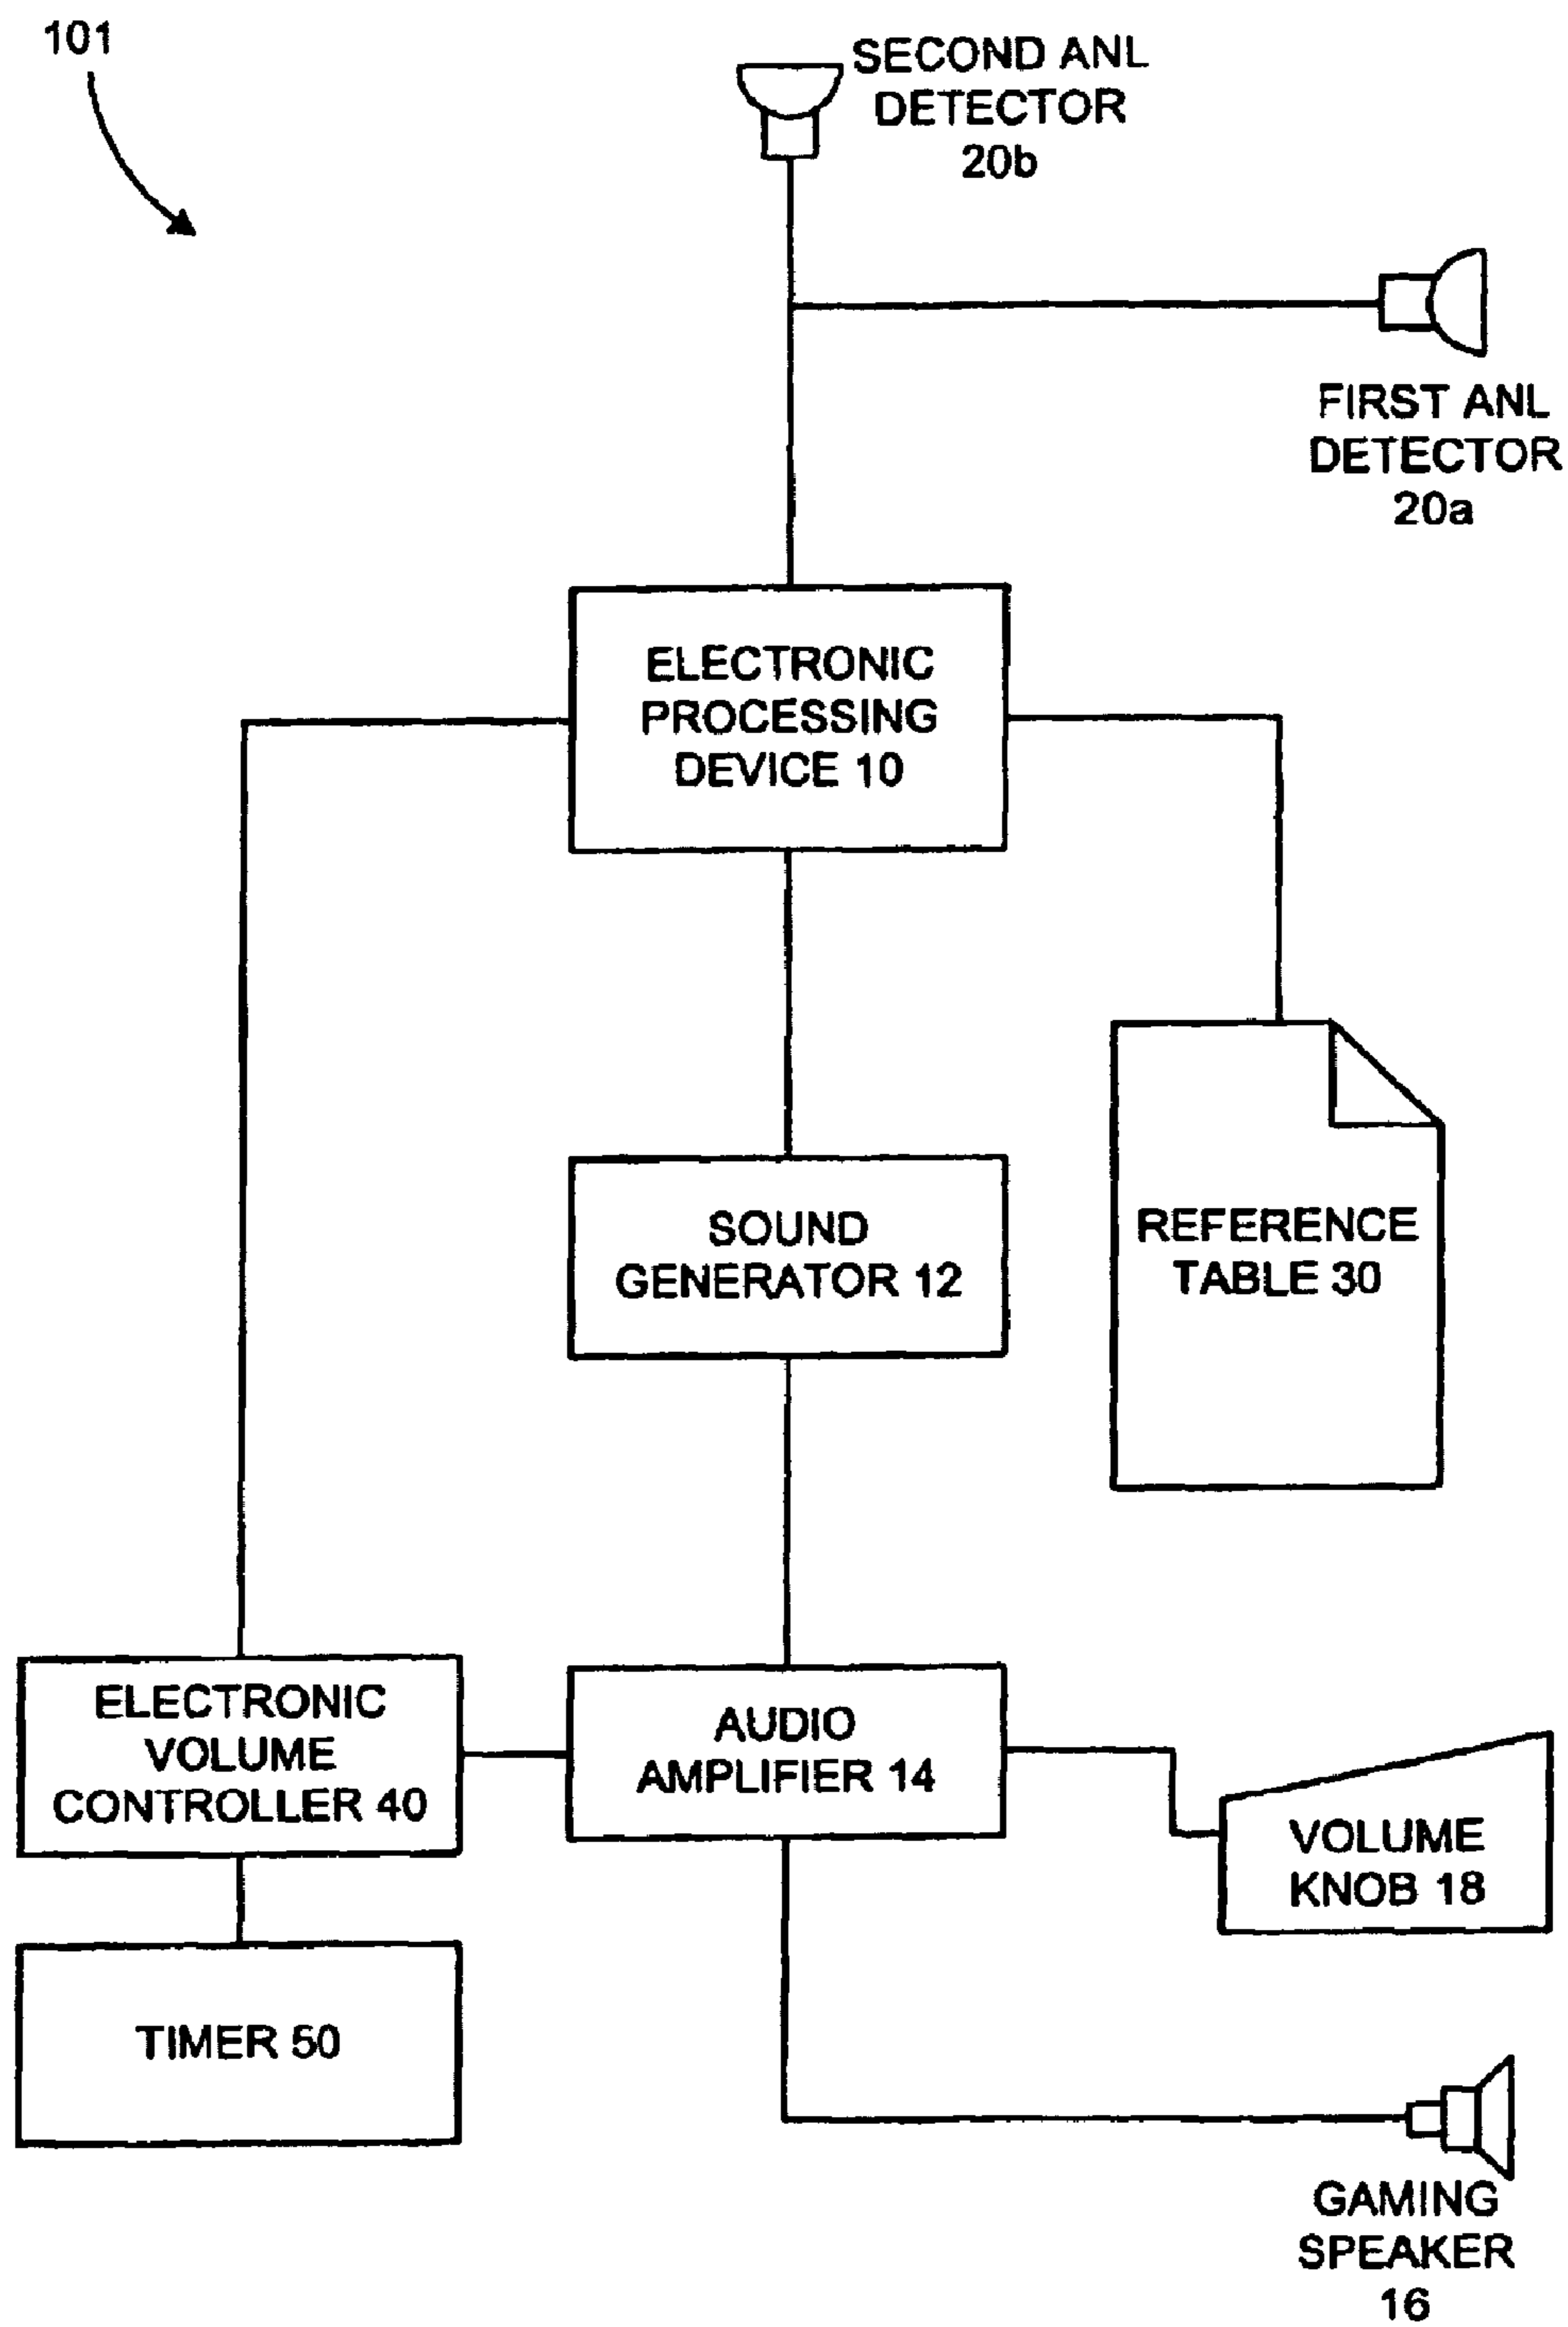 101
SECOND ANL
DETECTOR
20b
FIRST ANL
DETECTOR
20a
ELECTRONIC
PROCESSING
DEVICE 10
SOUND
GENERATOR 12
REFERENCE
TABLE 30
ELECTRONIC
VOLUME
CONTROLLER 40
AUDIO
AMPLIFIER 14
VOLUME
KNOB 18
TIMER 50
GAMING
SPEAKER
16